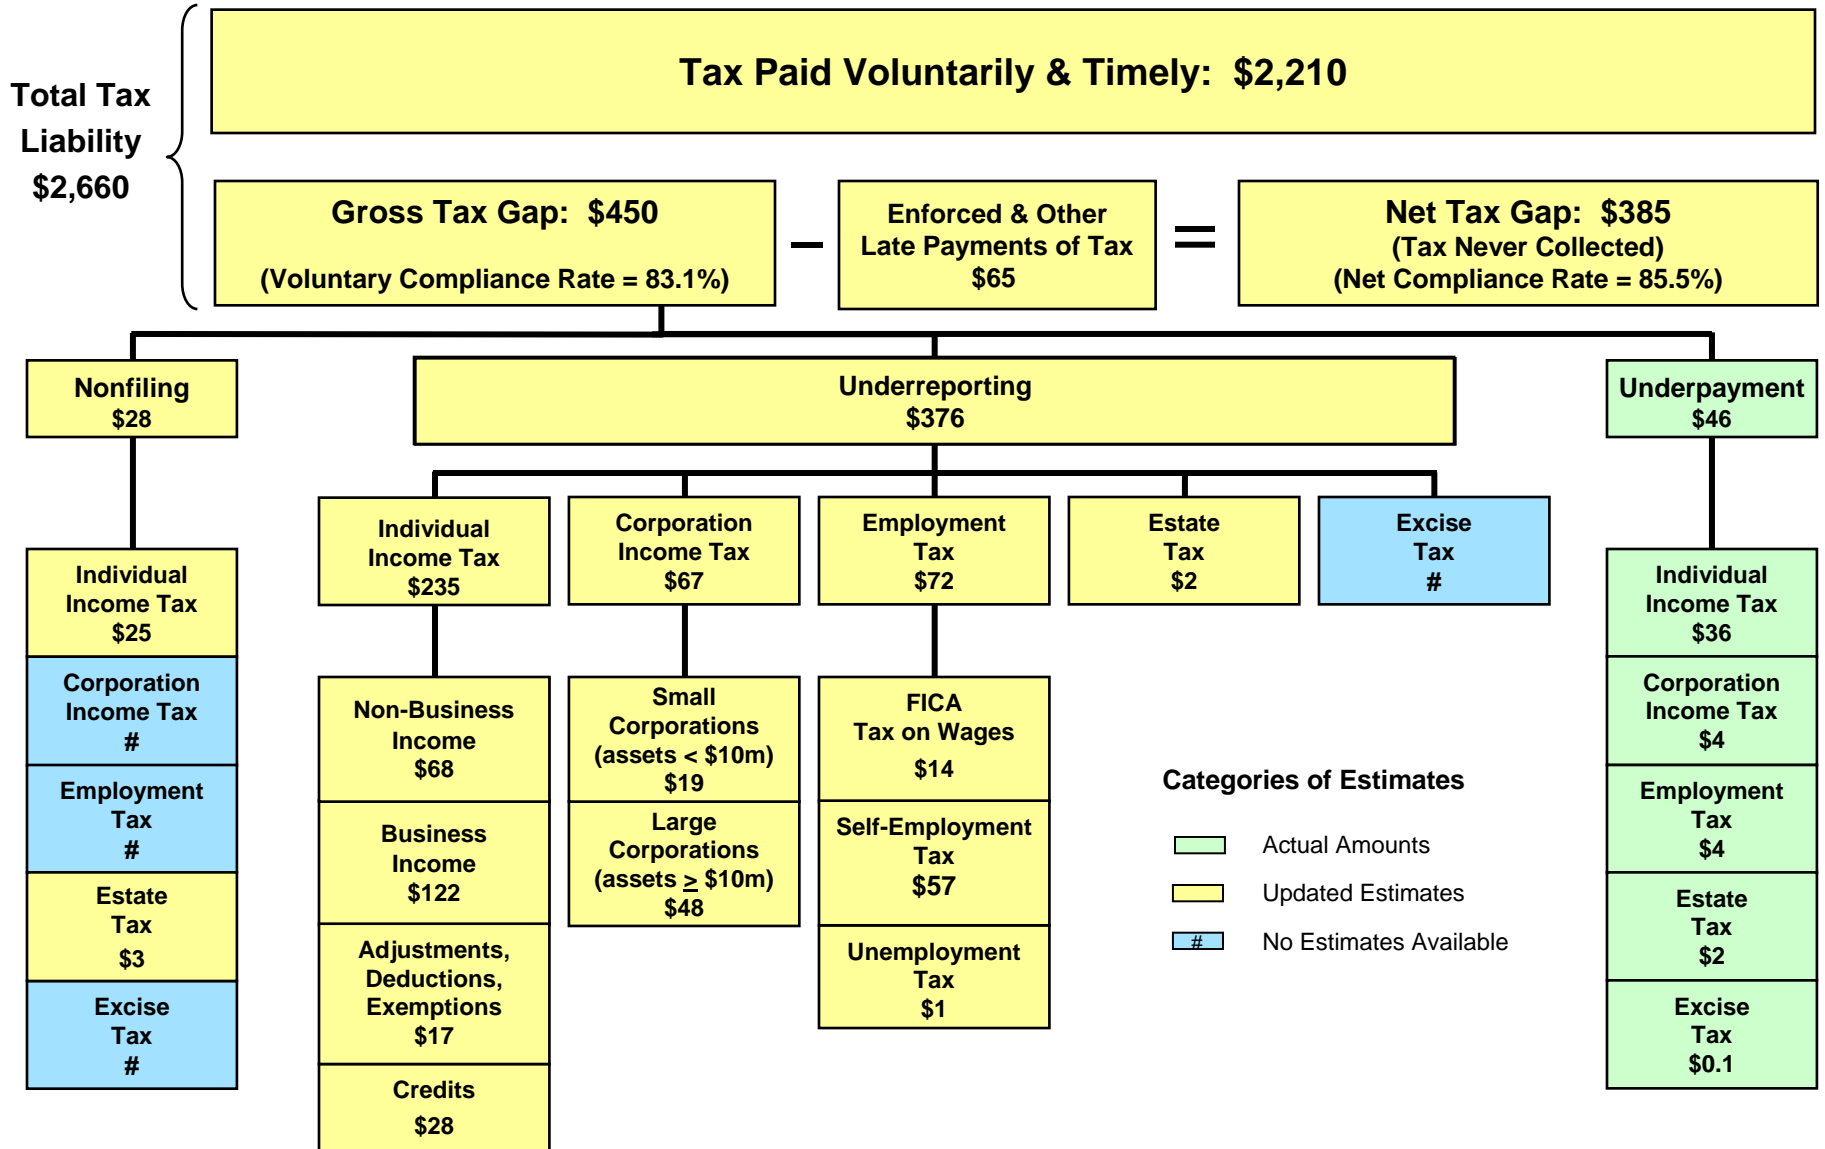 Total Tax
Liability
$2,660
Tax Paid Voluntarily & Timely: $2,210
Gross Tax Gap: $450
(Voluntary Compliance Rate = 83.1%)
–
Enforced & Other
Late Payments of Tax
$65
=
Net Tax Gap: $385
(Tax Never Collected)
(Net Compliance Rate = 85.5%)
Nonfiling
$28
Underreporting
$376
Underpayment
$46
Individual
Income Tax
$25
Corporation
Income Tax
#
Employment
Tax
#
Estate
Tax
$3
Excise
Tax
#
Individual
Income Tax
$235
Corporation
Income Tax
$67
Employment
Tax
$72
Estate
Tax
$2
Excise
Tax
#
Non-Business
Income
$68
Business
Income
$122
Adjustments,
Deductions,
Exemptions
$17
Credits
$28
Small
Corporations
(assets < $10m)
$19
Large
Corporations
(assets ≥ $10m)
$48
FICA
Tax on Wages
$14
Self-Employment
Tax
$57
Unemployment
Tax
$1
Categories of Estimates
Actual Amounts
Updated Estimates
# No Estimates Available
Individual
Income Tax
$36
Corporation
Income Tax
$4
Employment
Tax
$4
Estate
Tax
$2
Excise
Tax
$0.1